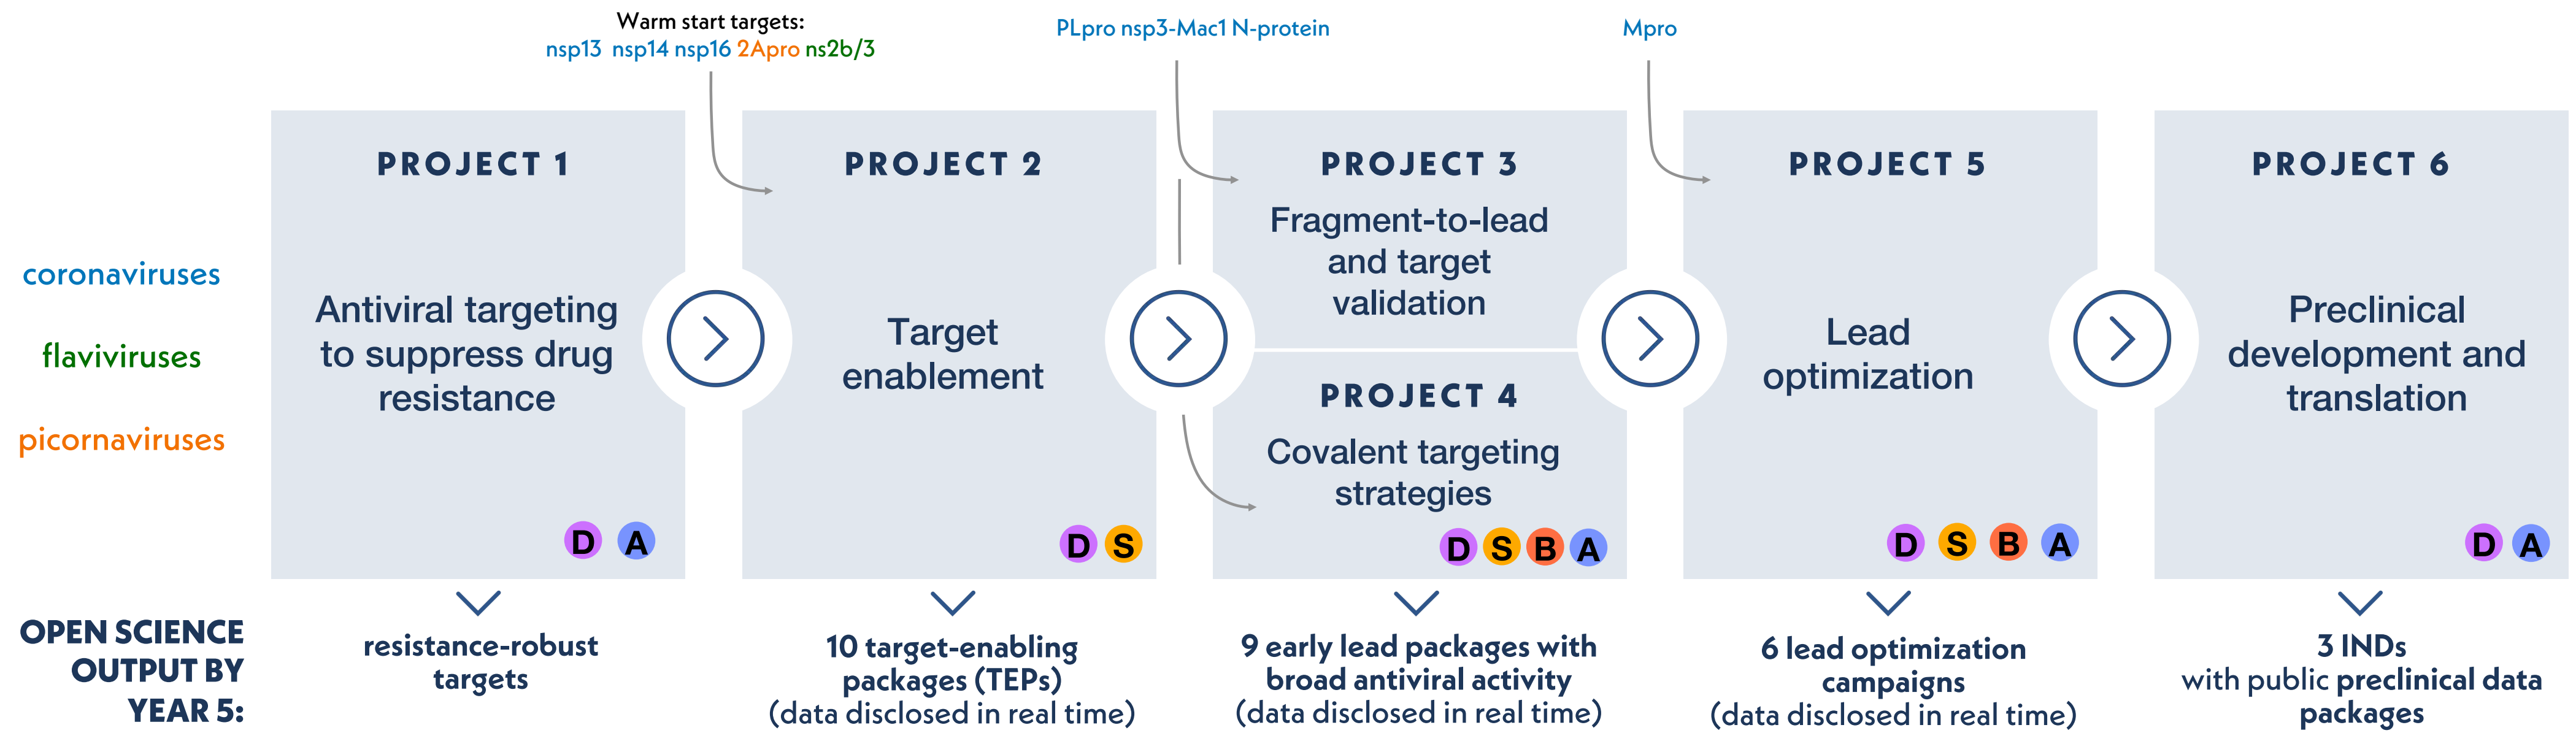 Warm start targets:
nsp13 nsp14 nsp16 2Apro ns2b/3
PLpro nsp3-Mac1 N-protein
Mpro
coronaviruses
flaviviruses
picornaviruses
PROJECT 1
Antiviral targeting
to suppress drug
resistance
D A
PROJECT 2
Target
enablement
D S
PROJECT 3
Fragment-to-lead
and target
validation
PROJECT 4
Covalent targeting
strategies
D S B A
PROJECT 5
Lead
optimization
D S B A
PROJECT 6
Preclinical
development and
translation
D A
OPEN SCIENCE
OUTPUT BY
YEAR 5:
resistance-robust
targets
10 target-enabling
packages (TEPs)
(data disclosed in real time)
9 early lead packages with
broad antiviral activity
(data disclosed in real time)
6 lead optimization
campaigns
(data disclosed in real time)
3 INDs
with public preclinical data
packages